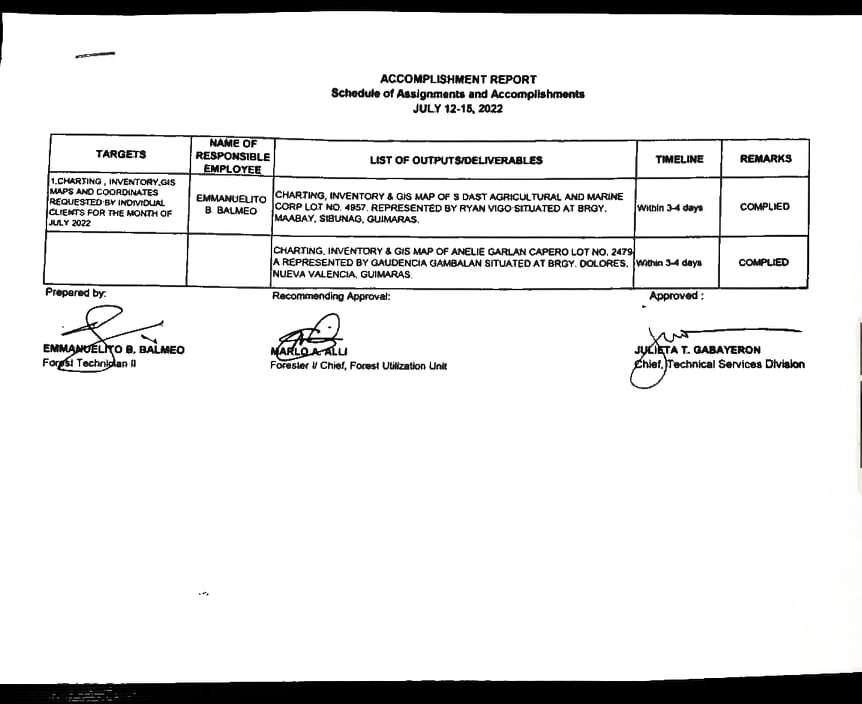 ACCOMPLISHMENT REPORT
Schedule of Assignments and Accomplishments
JULY 12-15, 2022
TARGETS
NAME OF
RESPONSIBLE
EMPLOYEE
LIST OF OUTPUTS/DELIVERABLES
TIMELINE
REMARKS
1.CHARTING , INVENTORY,GIS
MAPS AND COORDINATES
REQUESTED BY INDIVIDUAL
CLIENTS FOR THE MONTH OF
JULY 2022
EMMANUELITO
B. BALMEO
CHARTING, INVENTORY & GIS MAP OF S DAST AGRICULTURAL AND MARINE
CORP LOT NO. 4957. REPRESENTED BY RYAN VIGO SITUATED AT BRGY.
MAABAY, SIBUNAG, GUIMARAS.
Within 3-4 days
COMPLIED
CHARTING, INVENTORY & GIS MAP OF ANELIE GARLAN CAPERO LOT NO. 2479
A REPRESENTED BY GAUDENCIA GAMBALAN SITUATED AT BRGY. DOLORES,
NUEVA VALENCIA, GUIMARAS.
Within 3-4 days
COMPLIED
Prepared by:
Recommending Approval:
Approved :
EMMANUELITO B. BALMEO
Forest Technician II
MARLO A. ALLI
Forester I/ Chief, Forest Utilization Unit
JULIETA T. GABAYERON
Chief, Technical Services Division